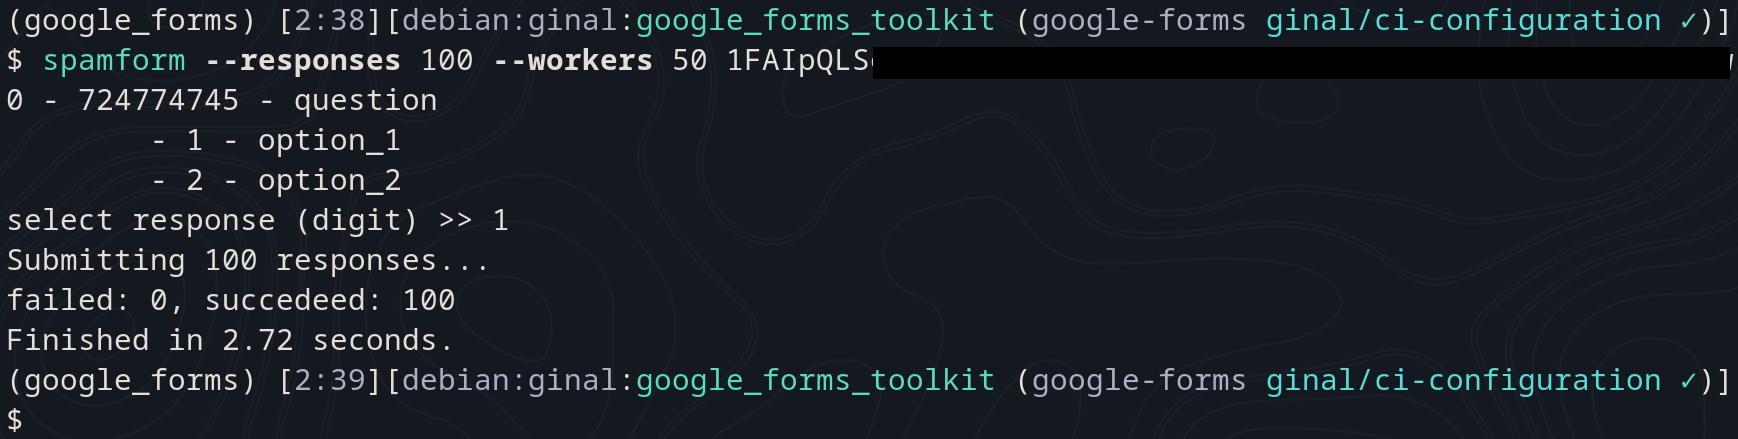 (google_forms) [2:38][debian:ginal:google_forms_toolkit (google-forms ginal/ci-configuration ✓)]
$ spamform --responses 100 --workers 50 1FAIpQLS
0 - 724774745 - question
- 1 - option_1
- 2 - option_2
select response (digit) >> 1
Submitting 100 responses...
failed: 0, succedeed: 100
Finished in 2.72 seconds.
(google_forms) [2:39][debian:ginal:google_forms_toolkit (google-forms ginal/ci-configuration ✓)]
$